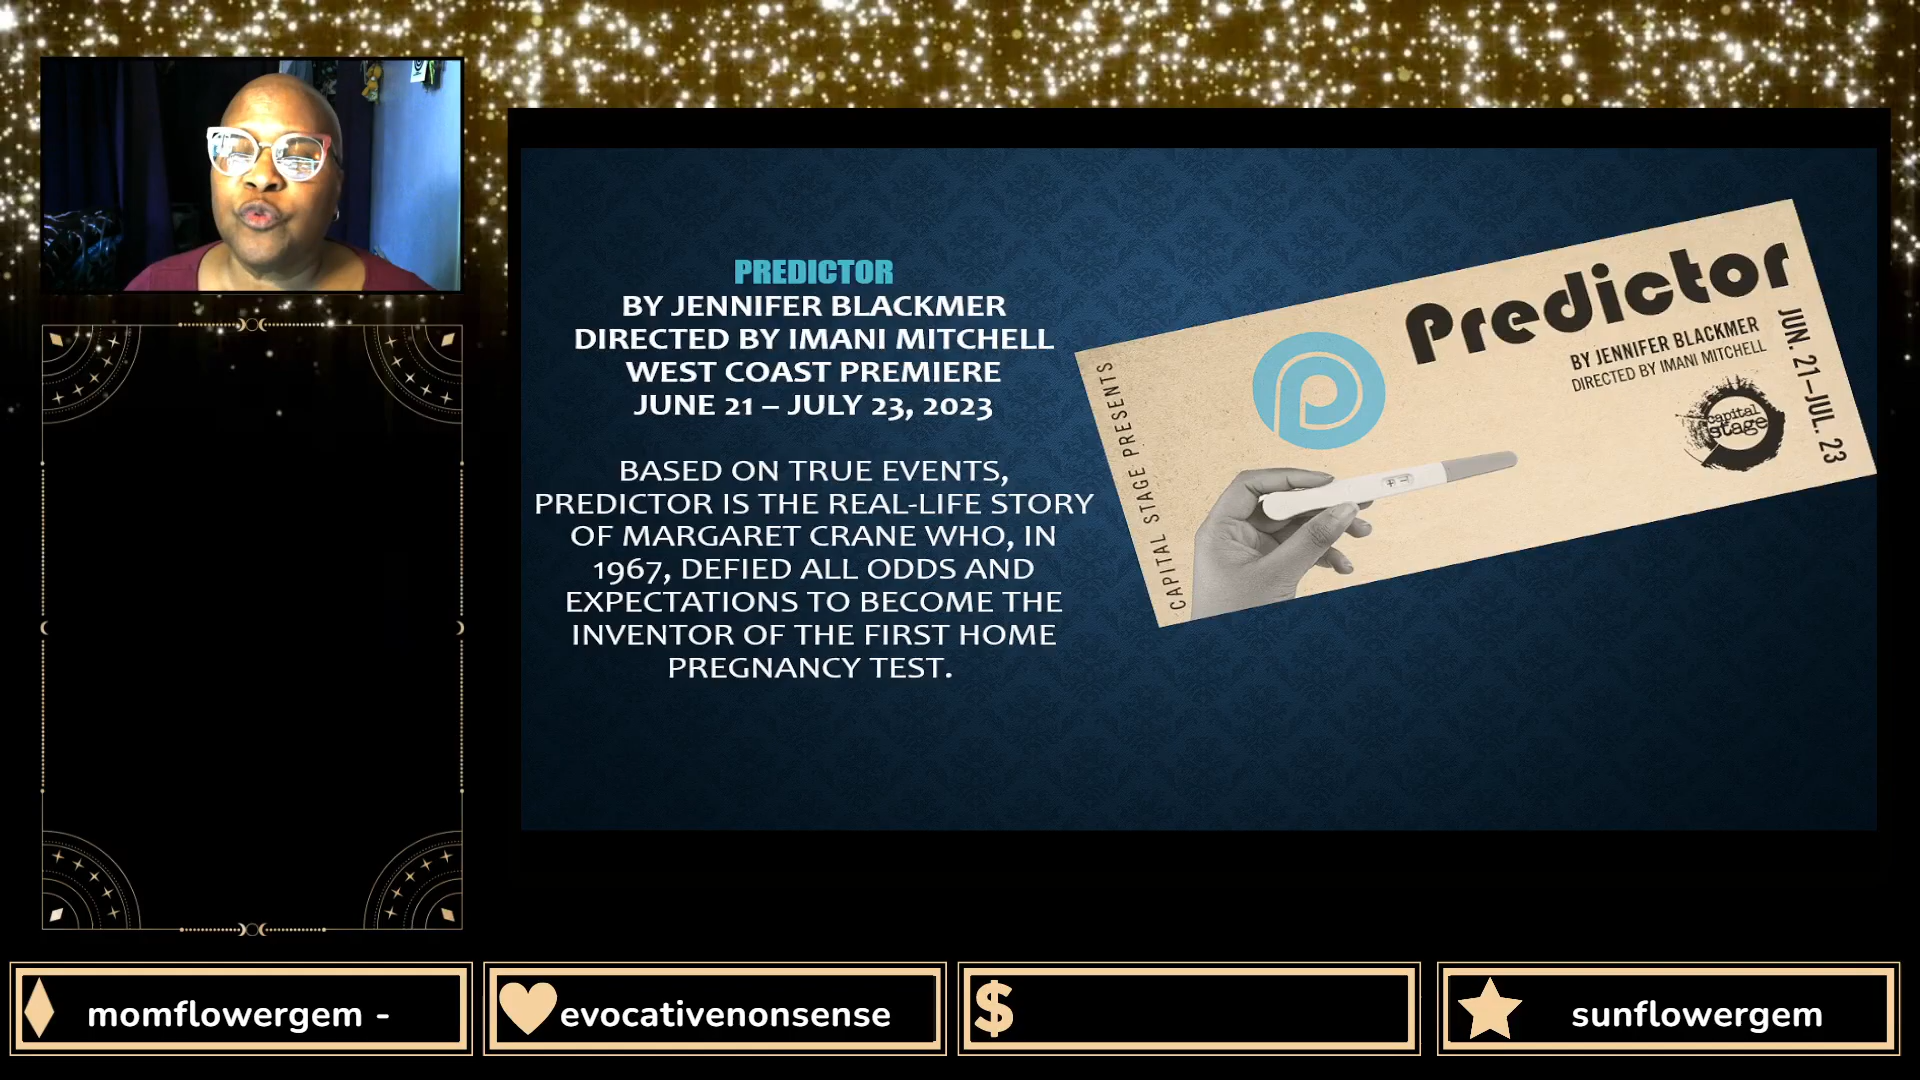 PREDICTOR
BY JENNIFER BLACKMER
DIRECTED BY IMANI MITCHELL
WEST COAST PREMIERE
JUNE 21 – JULY 23, 2023
BASED ON TRUE EVENTS,
PREDICTOR IS THE REAL-LIFE STORY
OF MARGARET CRANE WHO, IN
1967, DEFIED ALL ODDS AND
EXPECTATIONS TO BECOME THE
INVENTOR OF THE FIRST HOME
PREGNANCY TEST.
CAPITAL STAGE PRESENTS
Predictor
BY JENNIFER BLACKMER
DIRECTED BY IMANI MITCHELL
JUN. 21–JUL. 23
capital
stage
momflowergem -
evocativenonsense
$
sunflowergem